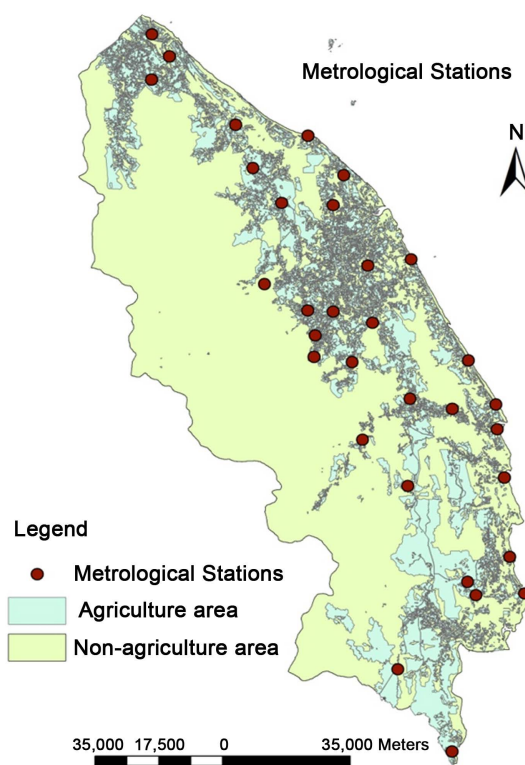 Metrological Stations
N
Legend
Metrological Stations
Agriculture area
Non-agriculture area
35,000 17,500 0 35,000 Meters